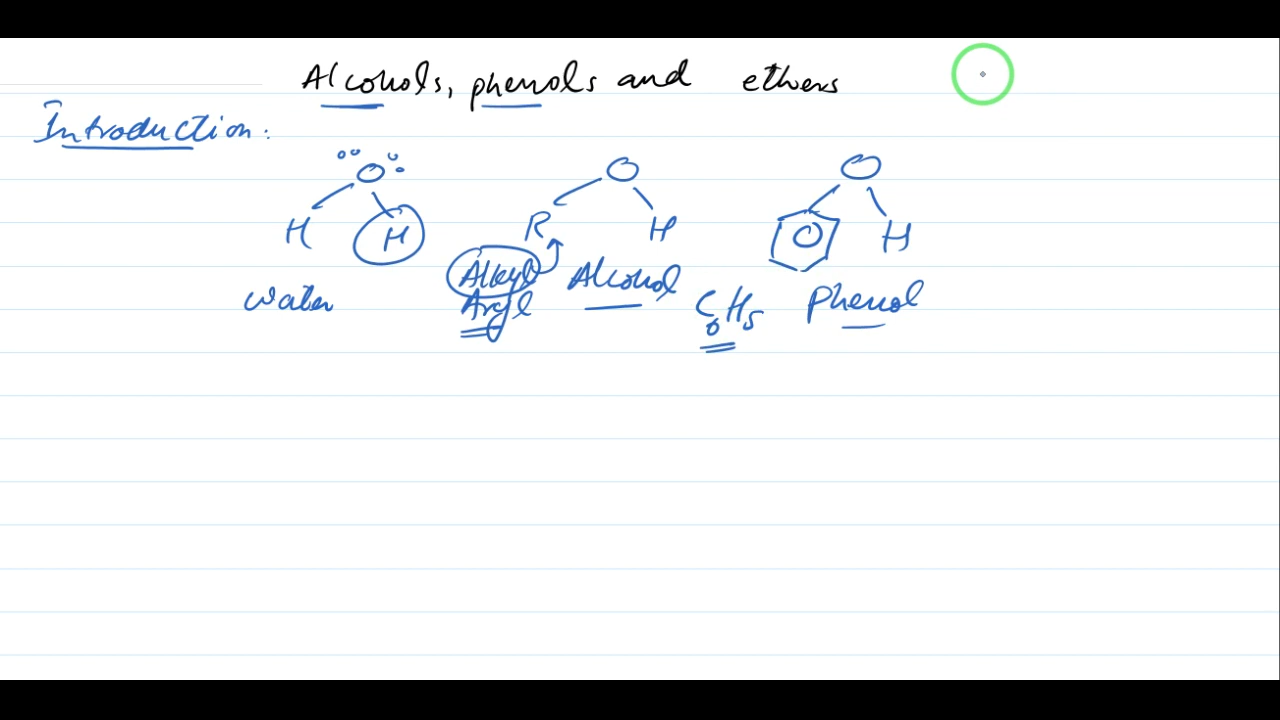 Alcohols, phenols and ethers
Introduction:
O O O
H H R H H
Alkyl Alcohol
water Aryl C6H5 Phenol